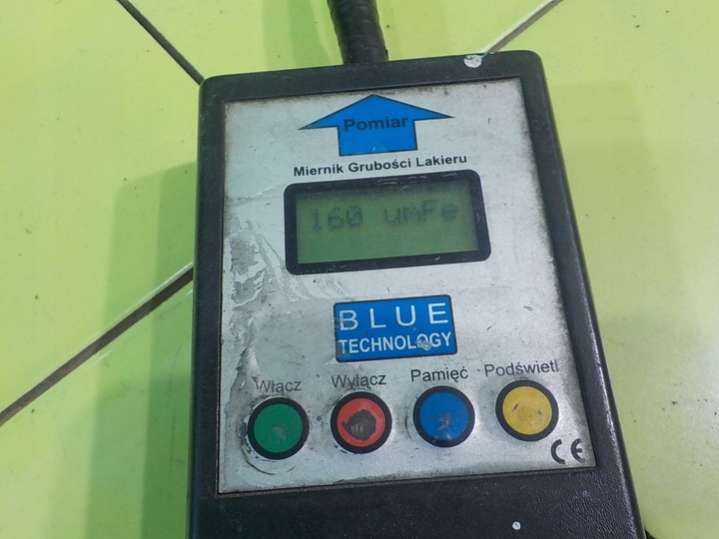 Pomiar
Miernik Grubości Lakieru
160 umFe
BLUE
TECHNOLOGY
Włącz Wyłącz Pamięć Podświetl
CE